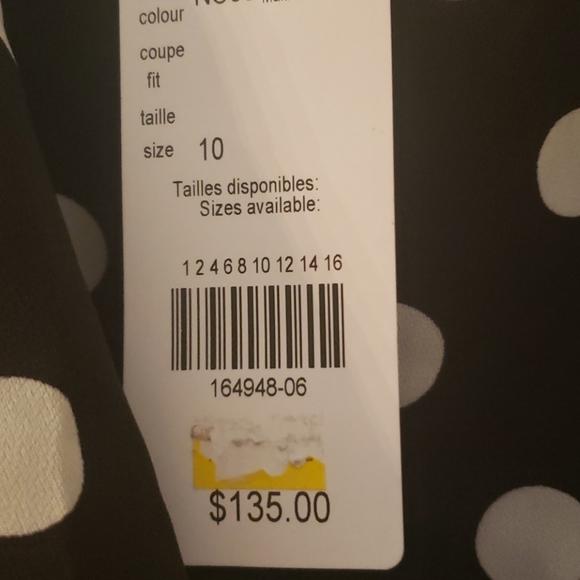 colour
coupe
fit
taille
size 10
Tailles disponibles:
Sizes available:
1 2 4 6 8 10 12 14 16
164948-06
$135.00